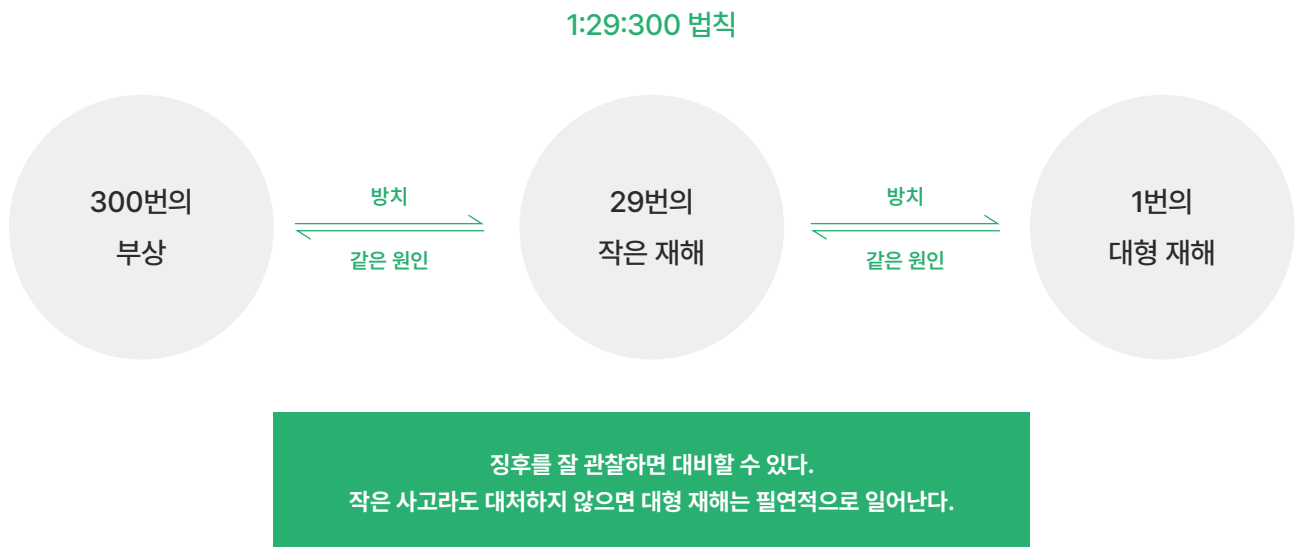 1:29:300 법칙
300번의
부상
방치
같은 원인
29번의
작은 재해
방치
같은 원인
1번의
대형 재해
징후를 잘 관찰하면 대비할 수 있다.
작은 사고라도 대처하지 않으면 대형 재해는 필연적으로 일어난다.